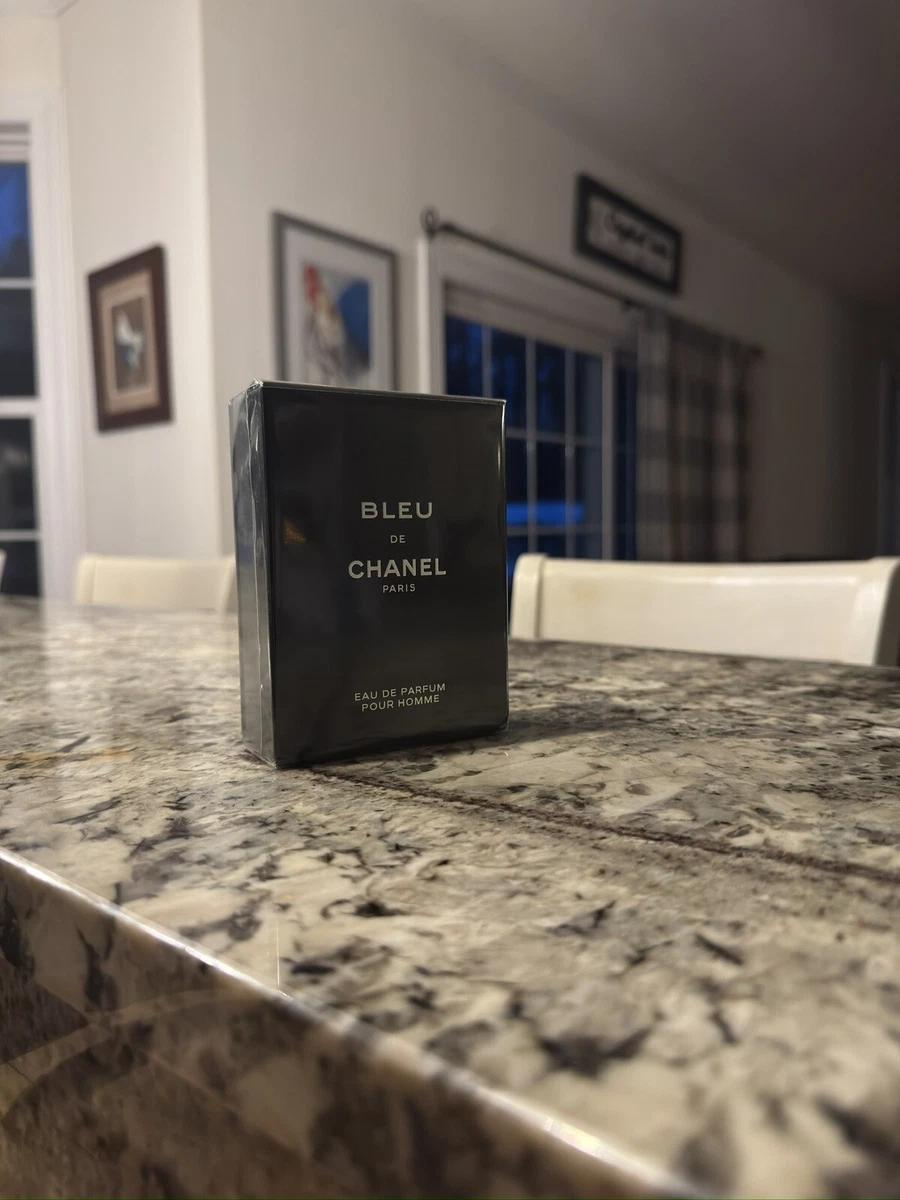 BLEU
DE
CHANEL
PARIS
EAU DE PARFUM
POUR HOMME